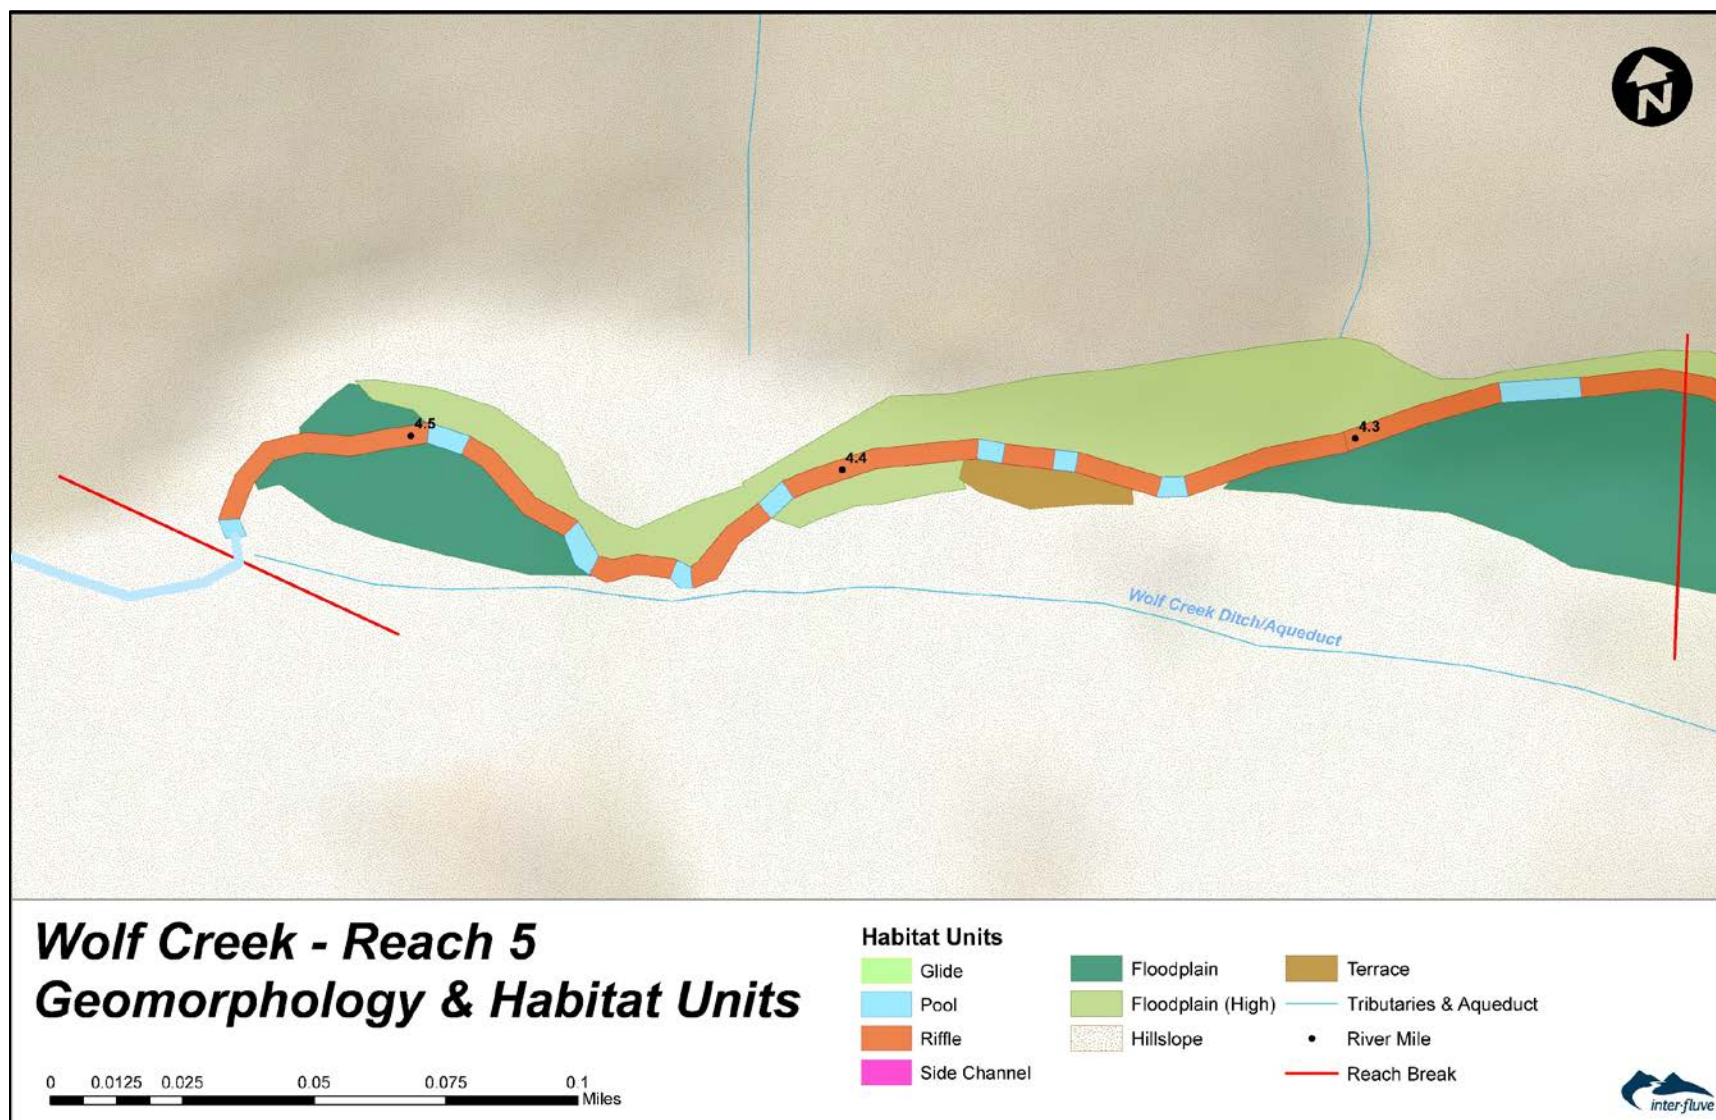 N
4.5
4.4
4.3
Wolf Creek Ditch/Aqueduct
Wolf Creek - Reach 5
Geomorphology & Habitat Units
0 0.0125 0.025 0.05 0.075 0.1
Miles
Habitat Units
Glide
Pool
Riffle
Side Channel
Floodplain
Floodplain (High)
Hillslope
Terrace
Tributaries & Aqueduct
River Mile
Reach Break
inter-fluve